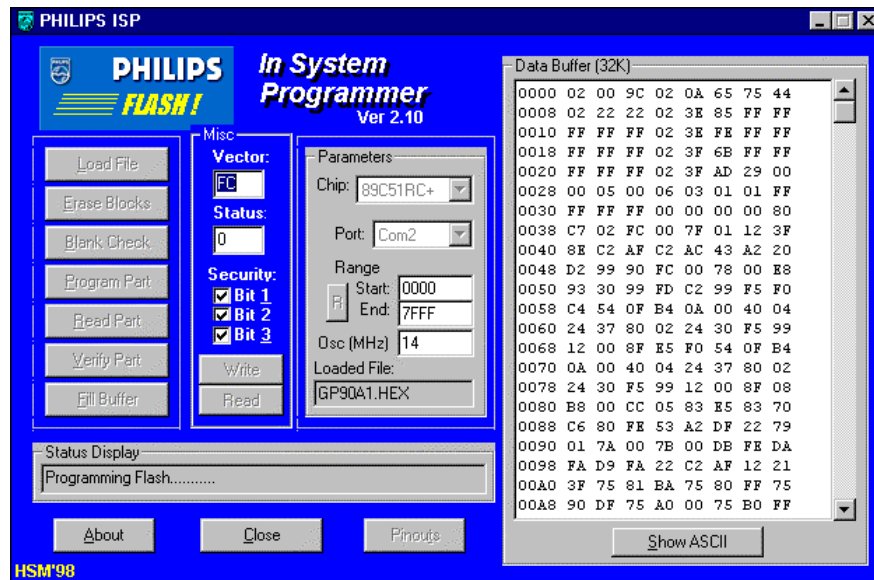 PHILIPS ISP
PHILIPS
FLASH!
In System
Programmer
Ver 2.10
Load File
Erase Blocks
Blank Check
Program Part
Read Part
Verify Part
Fill Buffer
Misc
Vector:
FC
Status:
0
Security:
Bit 1
Bit 2
Bit 3
Write
Read
Parameters
Chip: 89C51RC+
Port: Com2
Range
R
Start: 0000
End: 7FFF
Osc (MHz) 14
Loaded File:
GP90A1.HEX
Status Display
Programming Flash...........
About
Close
Pinouts
HSM'98
Data Buffer (32K)
0000 02 00 9C 02 0A 65 75 44
0008 02 22 22 02 3E 85 FF FF
0010 FF FF FF 02 3E FE FF FF
0018 FF FF FF 02 3F 6B FF FF
0020 FF FF FF 02 3F AD 29 00
0028 00 05 00 06 03 01 01 FF
0030 FF FF FF 00 00 00 00 80
0038 C7 02 FC 00 7F 01 12 3F
0040 8E C2 AF C2 AC 43 A2 20
0048 D2 99 90 FC 00 78 00 E8
0050 93 30 99 FD C2 99 F5 F0
0058 C4 54 0F B4 0A 00 40 04
0060 24 37 80 02 24 30 F5 99
0068 12 00 8F E5 F0 54 0F B4
0070 0A 00 40 04 24 37 80 02
0078 24 30 F5 99 12 00 8F 08
0080 B8 00 CC 05 83 E5 83 70
0088 C6 80 FE 53 A2 DF 22 79
0090 01 7A 00 7B 00 DB FE DA
0098 FA D9 FA 22 C2 AF 12 21
00A0 3F 75 81 BA 75 80 FF 75
00A8 90 DF 75 A0 00 75 B0 FF
Show ASCII